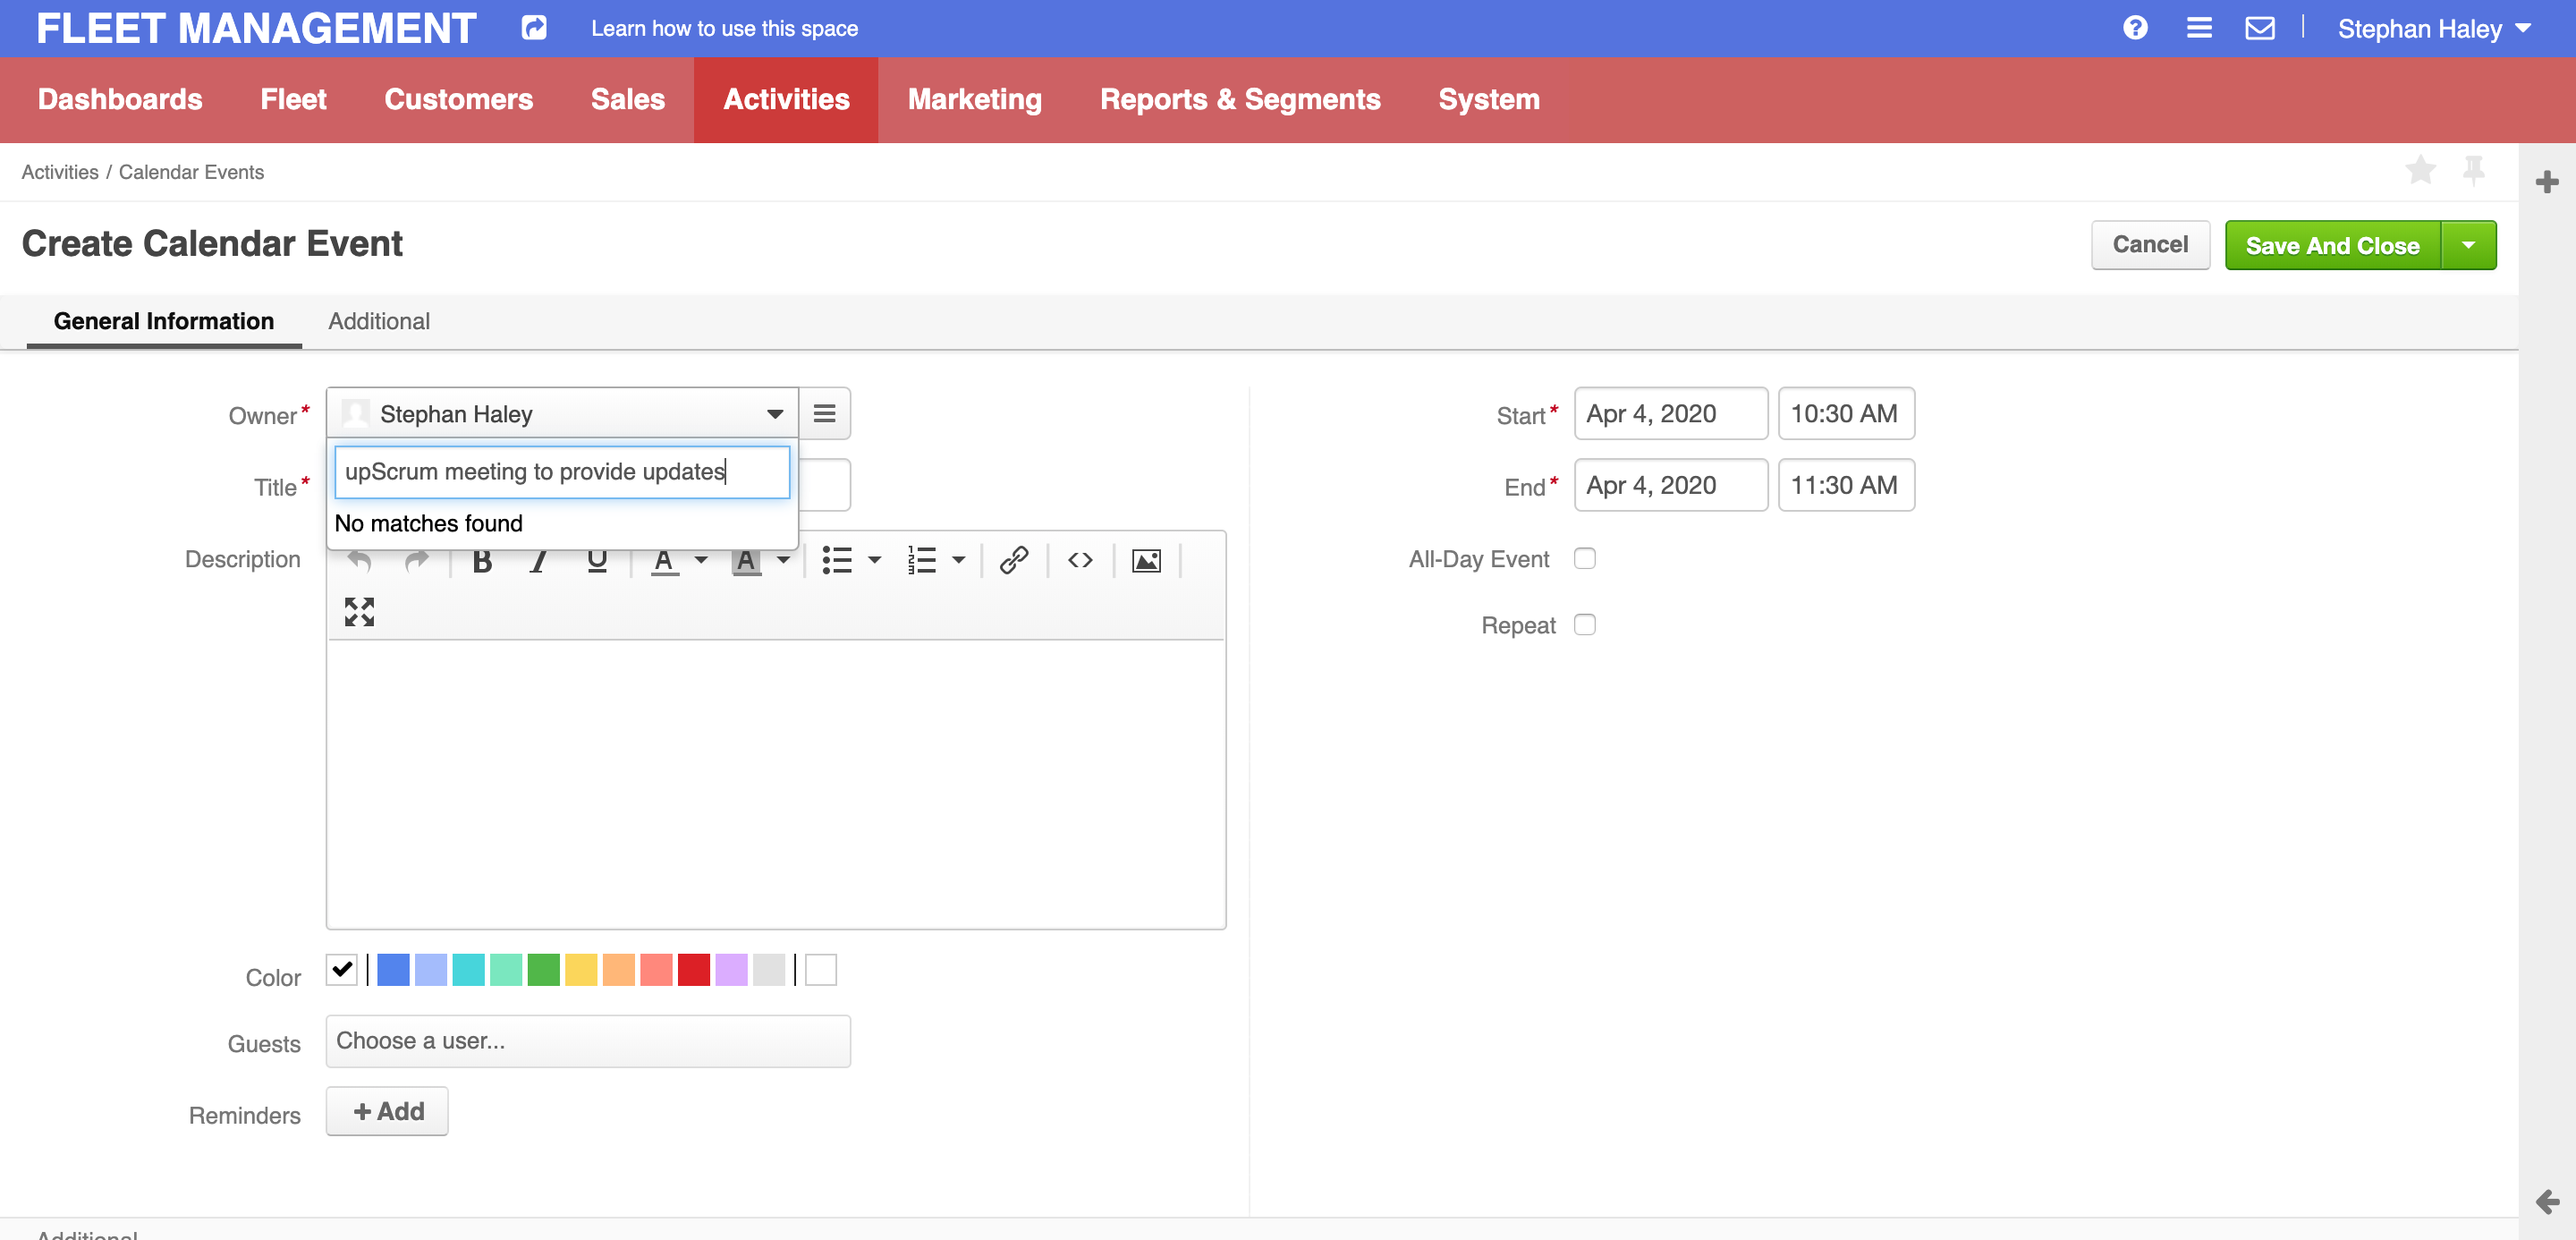 FLEET MANAGEMENT Learn how to use this space Stephan Haley
Dashboards Fleet Customers Sales Activities Marketing Reports & Segments System
Activities / Calendar Events
Create Calendar Event
Cancel Save And Close
General Information Additional
Owner* Stephan Haley
upScrum meeting to provide updates
No matches found
Title*
Description
Color
Guests Choose a user...
Reminders + Add
Start* Apr 4, 2020 10:30 AM
End* Apr 4, 2020 11:30 AM
All-Day Event
Repeat
Additional